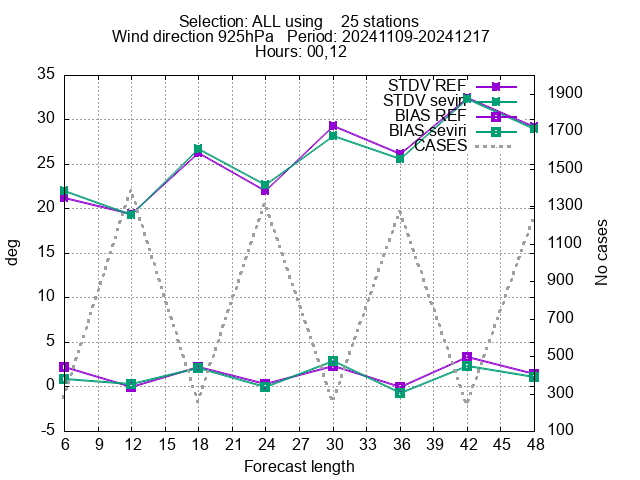 Selection: ALL using    25 stations
Wind direction 925hPa   Period: 20241109-20241217
Hours: 00,12
STDV REF
STDV seviri
BIAS REF
BIAS seviri
CASES
35
30
25
20
15
10
5
0
-5
deg
1900
1700
1500
1300
1100
900
700
500
300
100
No cases
6 9 12 15 18 21 24 27 30 33 36 39 42 45 48
Forecast length